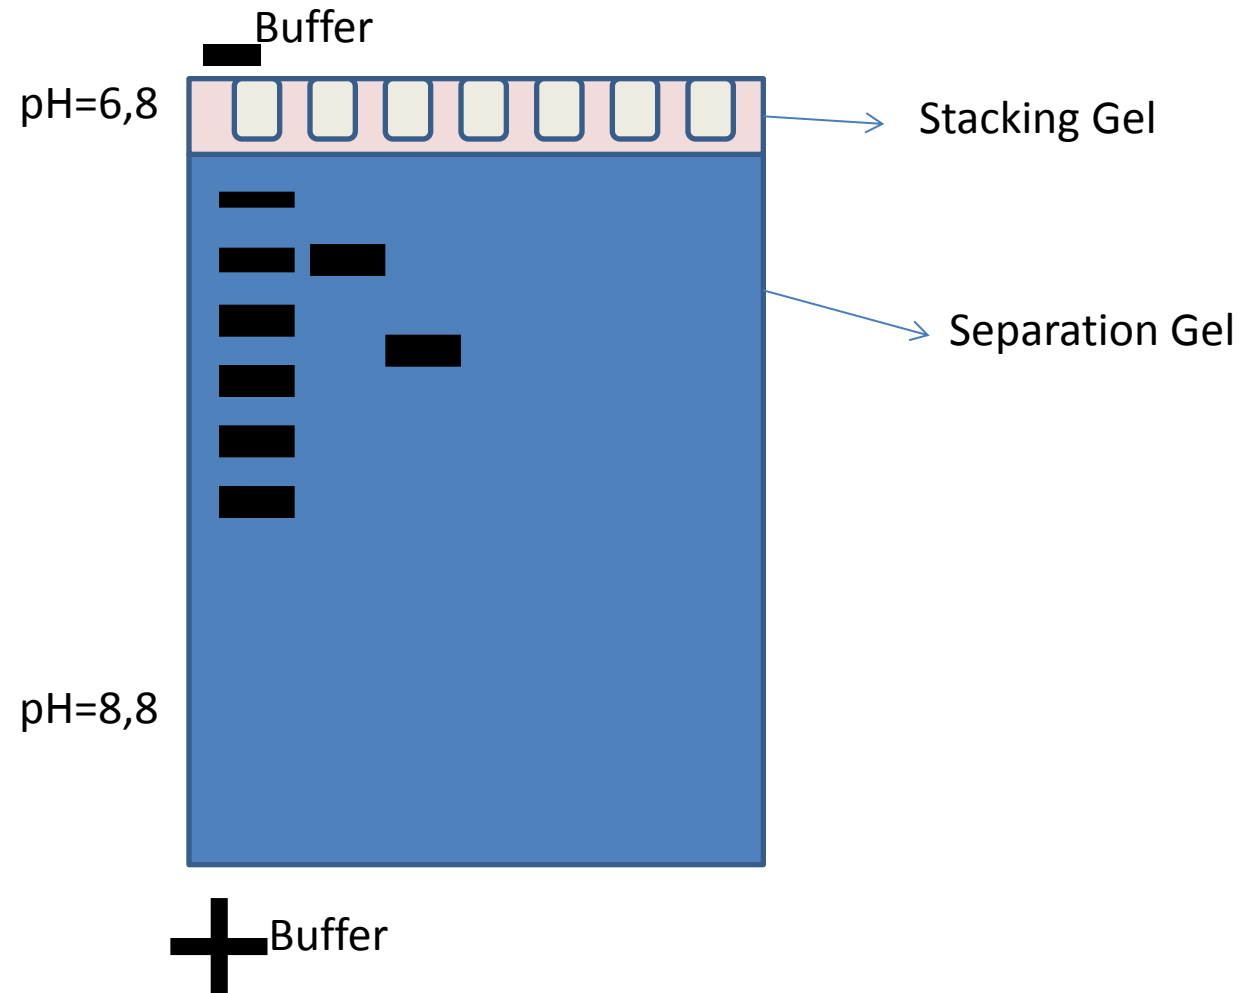 Buffer
pH=6,8
Stacking Gel
Separation Gel
pH=8,8
Buffer